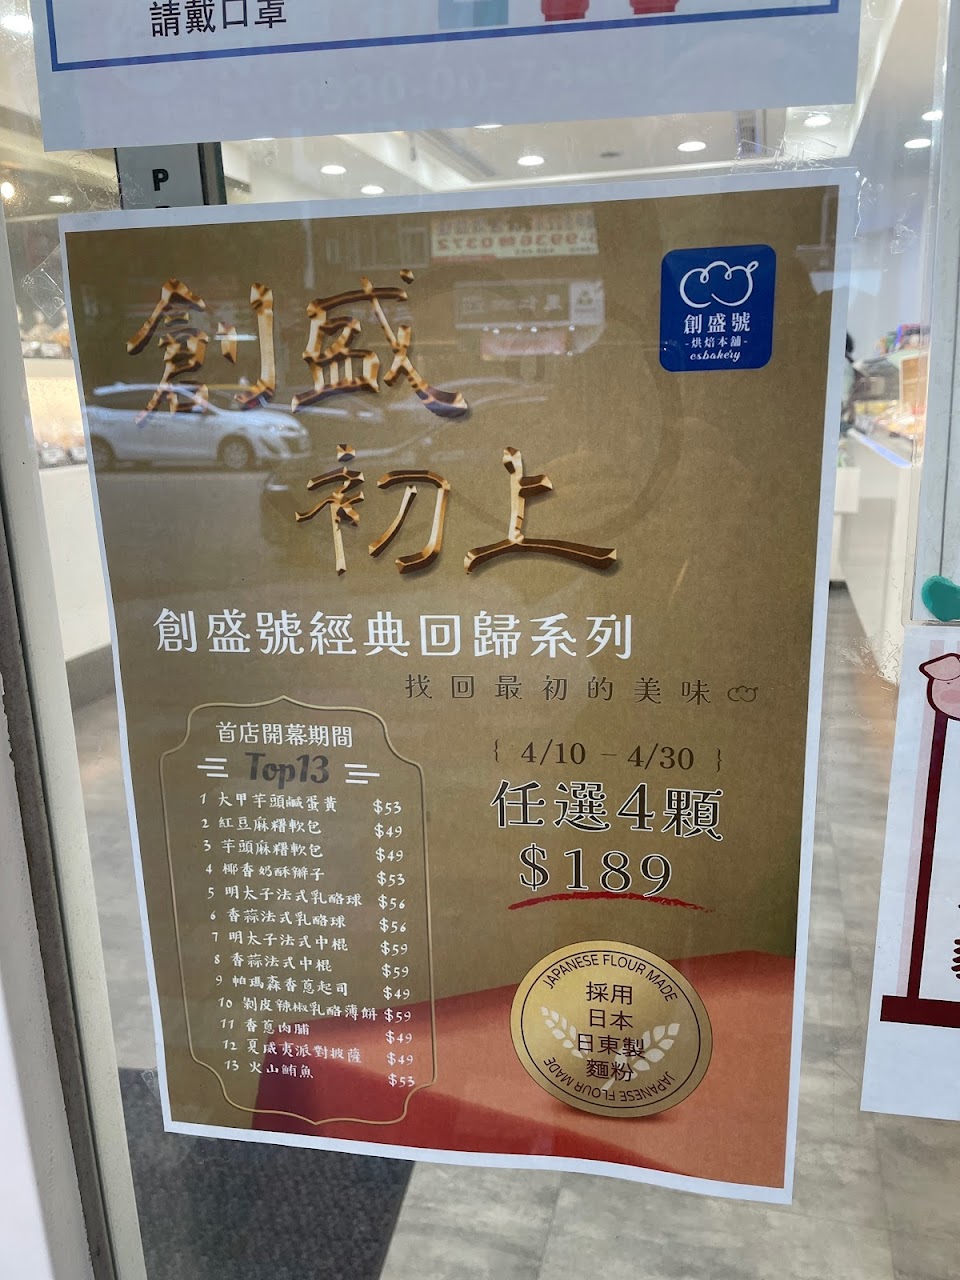 請戴口罩
P
創盛
初上
創盛號
-烘焙本舖-
csbakery
創盛號經典回歸系列
找回最初的美味
首店開幕期間
Top13
1 大甲芋頭鹹蛋黃 $53
2 紅豆麻糬軟包 $49
3 芋頭麻糬軟包 $49
4 椰香奶酥辮子 $53
5 明太子法式乳酪球 $56
6 香蒜法式乳酪球 $56
7 明太子法式中棍 $59
8 香蒜法式中棍 $59
9 帕瑪森香蔥起司 $49
10 剝皮辣椒乳酪薄餅 $59
11 香蔥肉脯 $49
12 夏威夷派對披薩 $49
13 火山鮪魚 $53
{ 4/10 – 4/30 }
任選4顆
$189
JAPANESE FLOUR MADE
採用
日本
日東製
麵粉
JAPANESE FLOUR MADE